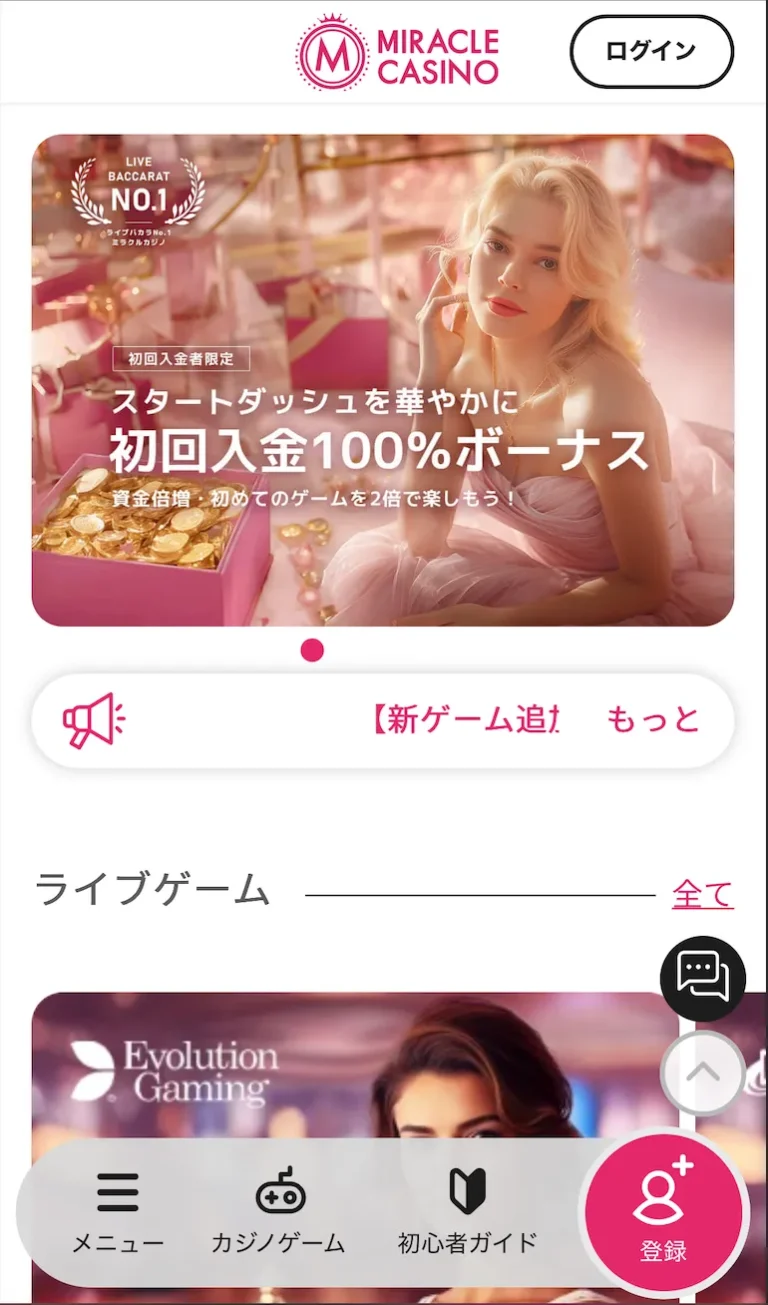 MIRACLE
CASINO
ログイン
LIVE
BACCARAT
NO.1
ライブバカラNo.1
ミラクルカジノ
初回入金者限定
スタートダッシュを華やかに
初回入金100%ボーナス
資金倍増・初めてのゲームを2倍で楽しもう！
【新ゲーム追
もっと
ライブゲーム
全て
Evolution
Gaming
メニュー
カジノゲーム
初心者ガイド
登録